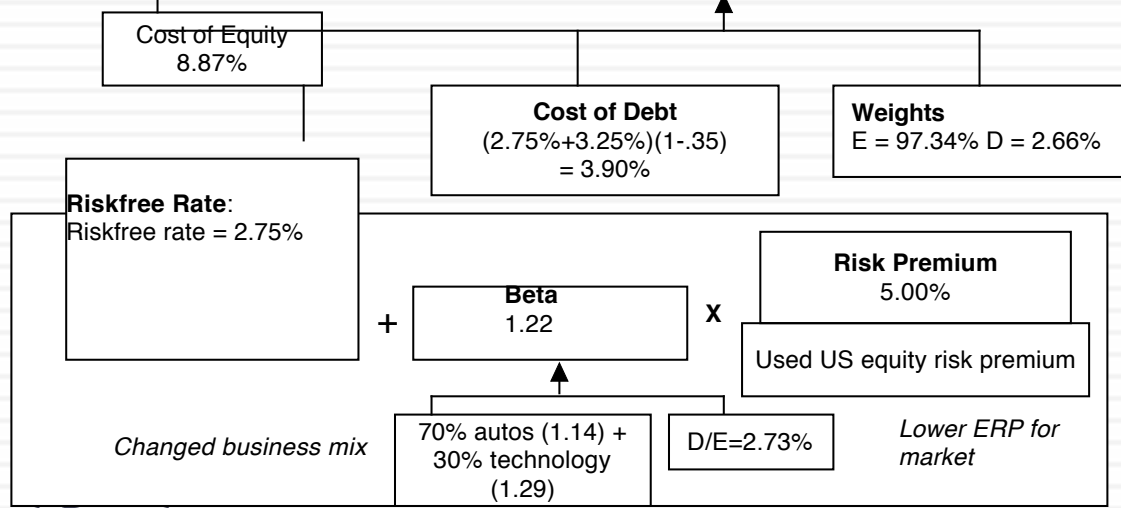 Cost of Equity
8.87%
Cost of Debt
(2.75%+3.25%)(1-.35)
= 3.90%
Weights
E = 97.34% D = 2.66%
Riskfree Rate:
Riskfree rate = 2.75%
+
Beta
1.22
X
Risk Premium
5.00%
Used US equity risk premium
Changed business mix
70% autos (1.14) +
30% technology
(1.29)
D/E=2.73%
Lower ERP for
market